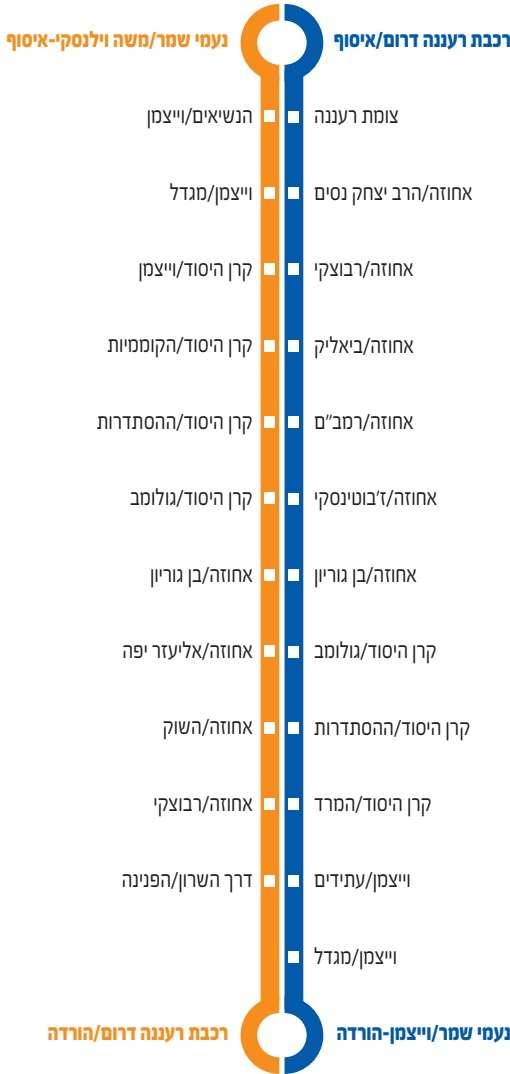 רכבת רעננה דרום/איסוף
צומת רעננה
אחוזה/הרב יצחק נסים
אחוזה/רבוצקי
אחוזה/ביאליק
אחוזה/רמב"ם
אחוזה/ז'בוטינסקי
אחוזה/בן גוריון
קרן היסוד/גולומב
קרן היסוד/ההסתדרות
קרן היסוד/המרד
וייצמן/עתידים
וייצמן/מגדל
נעמי שמר/וייצמן-הורדה
נעמי שמר/משה וילנסקי-איסוף
הנשיאים/וייצמן
וייצמן/מגדל
קרן היסוד/וייצמן
קרן היסוד/הקוממיות
קרן היסוד/ההסתדרות
קרן היסוד/גולומב
אחוזה/בן גוריון
אחוזה/אליעזר יפה
אחוזה/השוק
אחוזה/רבוצקי
דרך השרון/הפנינה
רכבת רעננה דרום/הורדה